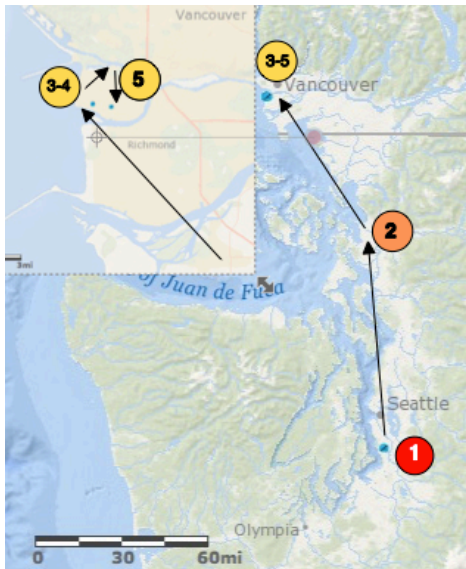 Vancouver
3-4
5
Richmond
3mi
3-5
Vancouver
2
of Juan de Fuca
Seattle
1
Olympia
0 30 60mi